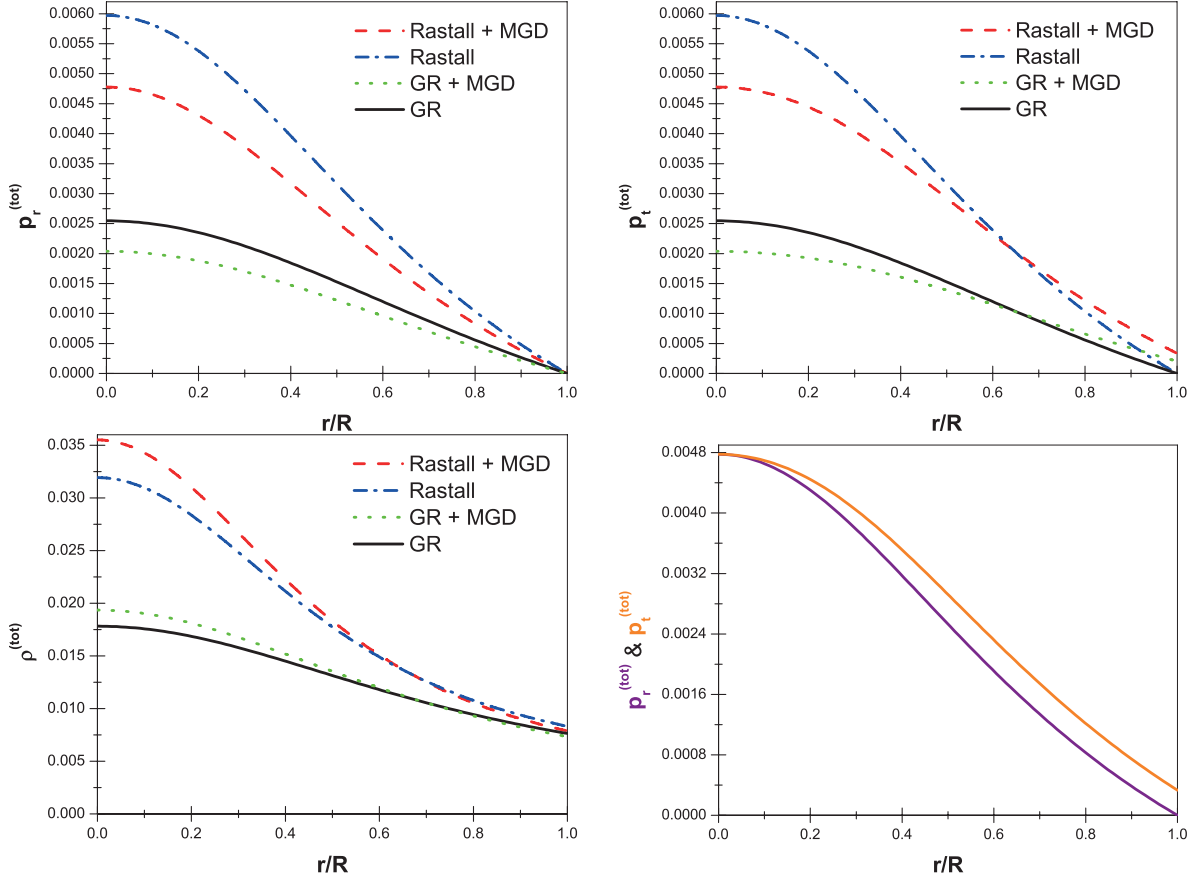 0.0060
0.0055
0.0050
0.0045
0.0040
0.0035
0.0030
0.0025
0.0020
0.0015
0.0010
0.0005
0.0000
p_r^(tot)
Rastall + MGD
Rastall
GR + MGD
GR
0.0 0.2 0.4 0.6 0.8 1.0
r/R
0.0060
0.0055
0.0050
0.0045
0.0040
0.0035
0.0030
0.0025
0.0020
0.0015
0.0010
0.0005
0.0000
p_t^(tot)
Rastall + MGD
Rastall
GR + MGD
GR
0.0 0.2 0.4 0.6 0.8 1.0
r/R
0.035
0.030
0.025
0.020
0.015
0.010
0.005
0.000
ρ^(tot)
Rastall + MGD
Rastall
GR + MGD
GR
0.0 0.2 0.4 0.6 0.8 1.0
r/R
0.0048
0.0040
0.0032
0.0024
0.0016
0.0008
0.0000
p_r^(tot) & p_t^(tot)
0.0 0.2 0.4 0.6 0.8 1.0
r/R